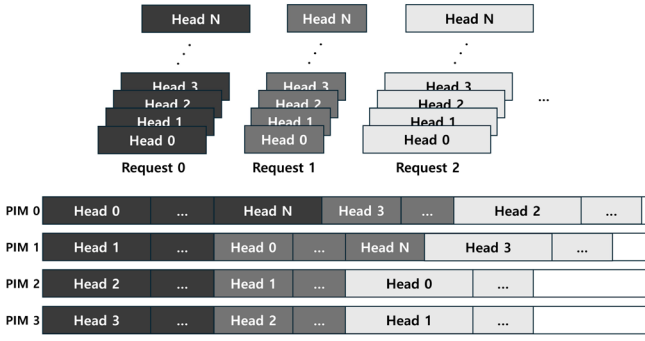 Head N Head N Head N
Head 3 Head 3 Head 3
Head 2 Head 2 Head 2 ...
Head 1 Head 1 Head 1
Head 0 Head 0 Head 0
Request 0 Request 1 Request 2
PIM 0 Head 0 ... Head N Head 3 ... Head 2 ...
PIM 1 Head 1 ... Head 0 ... Head N Head 3 ...
PIM 2 Head 2 ... Head 1 ... Head 0 ...
PIM 3 Head 3 ... Head 2 ... Head 1 ...